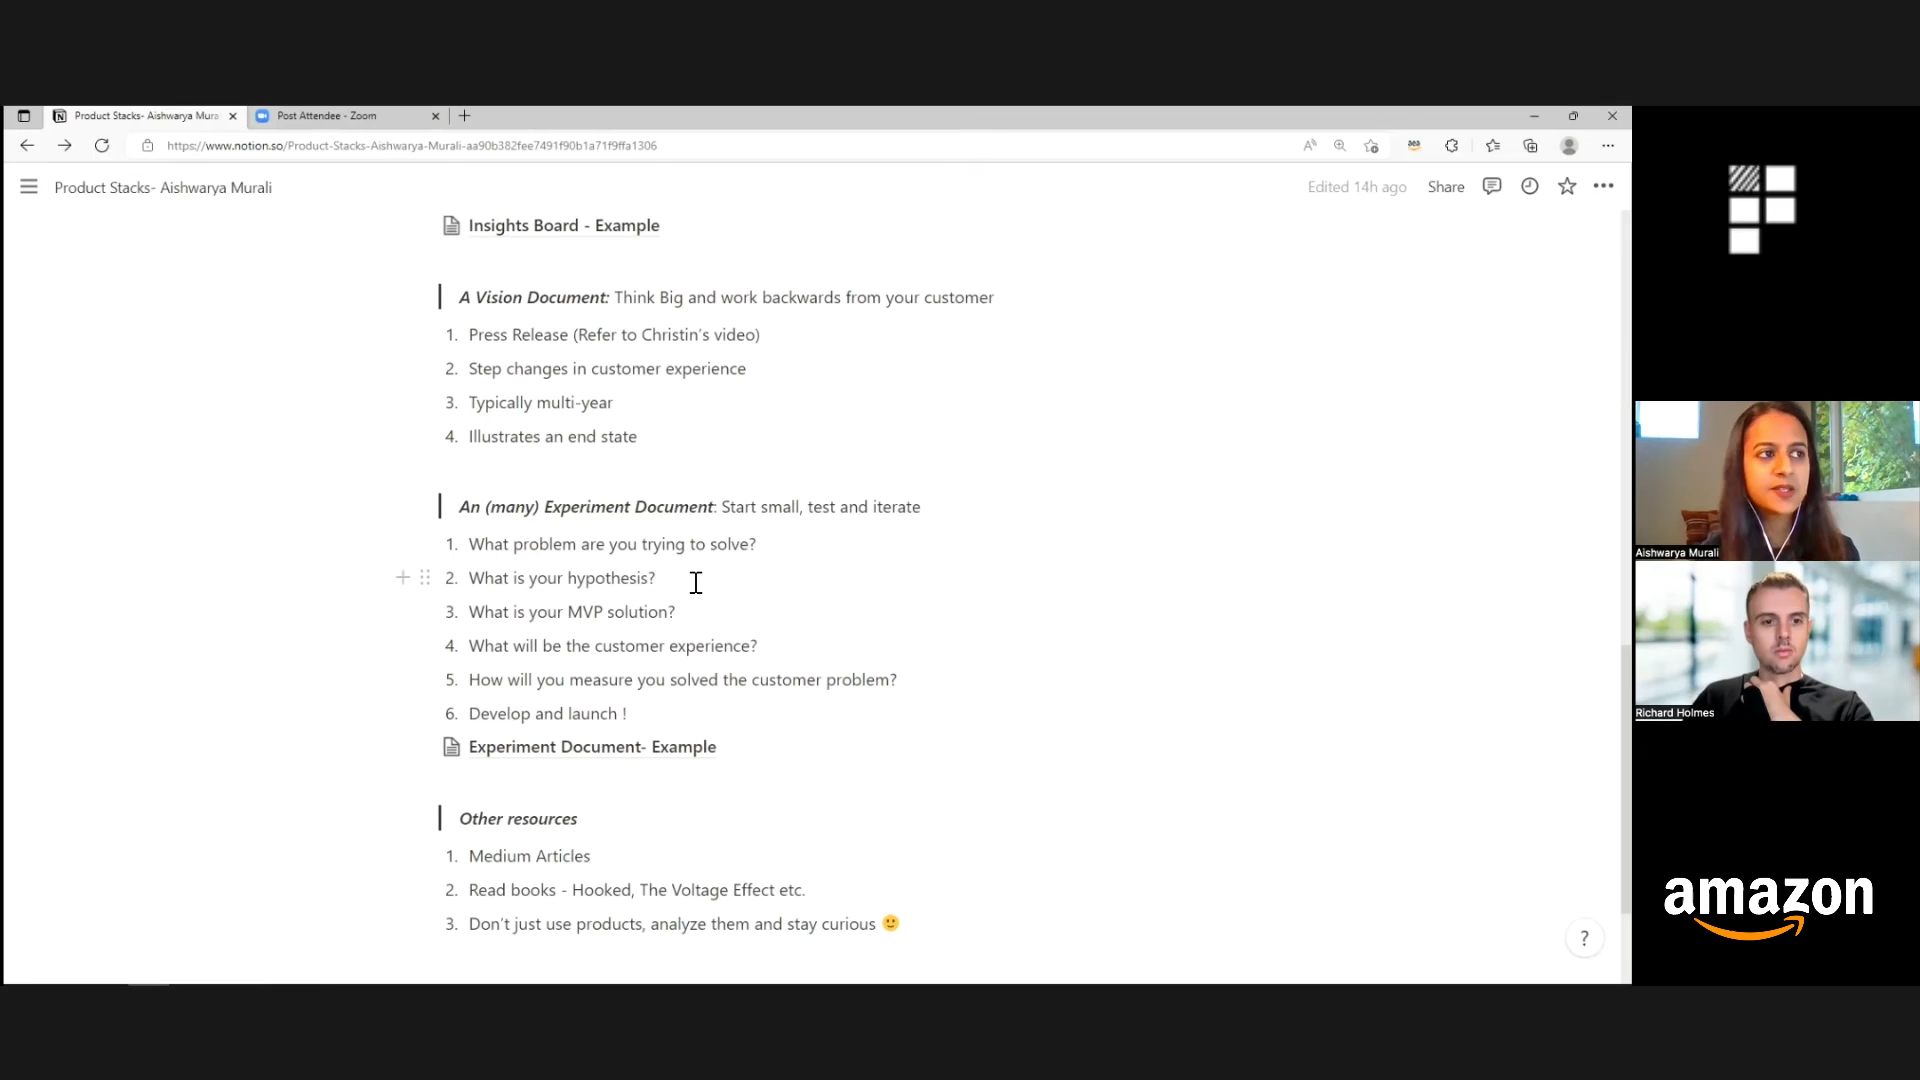 Product Stacks- Aishwarya Mura
Post Attendee - Zoom
https://www.notion.so/Product-Stacks-Aishwarya-Murali-aa90b382fee7491f90b1a71f9ffa1306
Product Stacks- Aishwarya Murali
Edited 14h ago
Share
Insights Board - Example
A Vision Document: Think Big and work backwards from your customer
1. Press Release (Refer to Christin's video)
2. Step changes in customer experience
3. Typically multi-year
4. Illustrates an end state
An (many) Experiment Document: Start small, test and iterate
1. What problem are you trying to solve?
2. What is your hypothesis?
3. What is your MVP solution?
4. What will be the customer experience?
5. How will you measure you solved the customer problem?
6. Develop and launch !
Experiment Document- Example
Other resources
1. Medium Articles
2. Read books - Hooked, The Voltage Effect etc.
3. Don't just use products, analyze them and stay curious 🙂
?
Aishwarya Murali
Richard Holmes
amazon